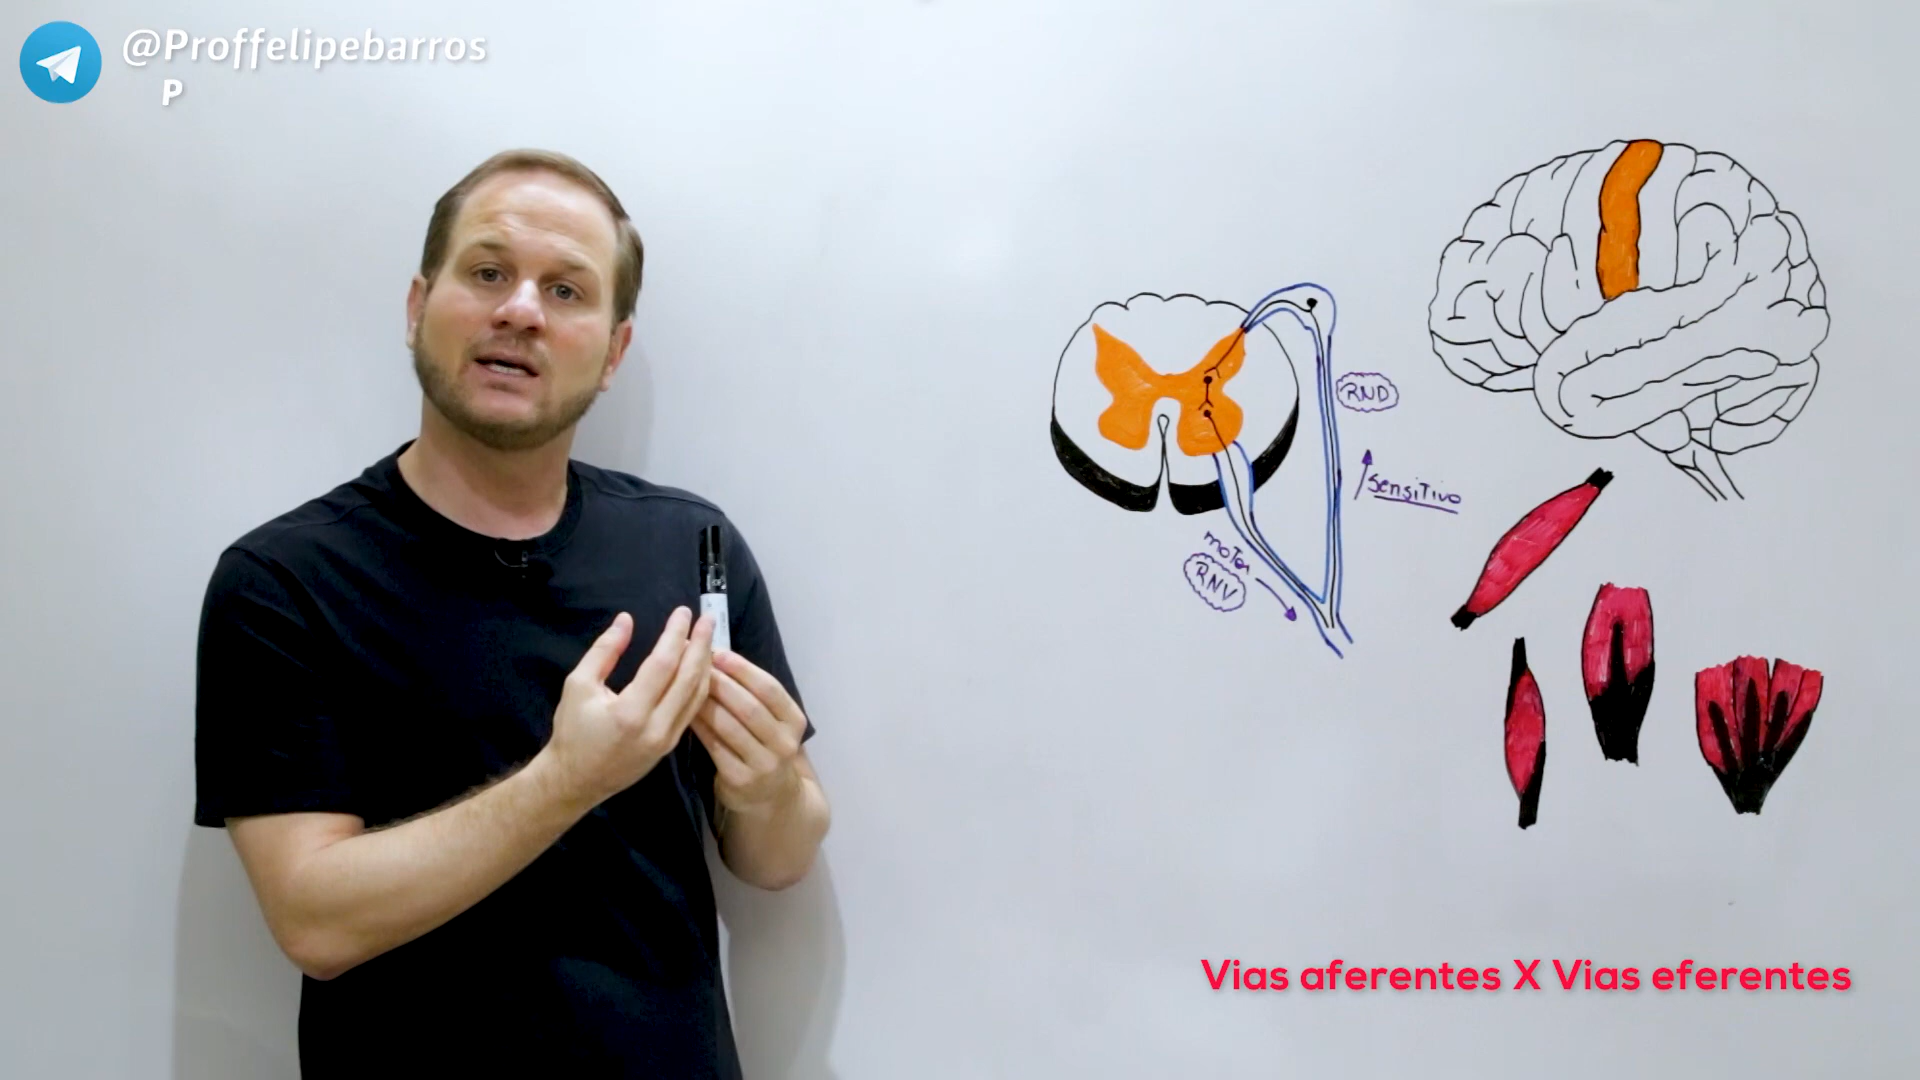 @Proffelipebarros
P
RND
Sensitivo
motor
RNV
Vias aferentes X Vias eferentes